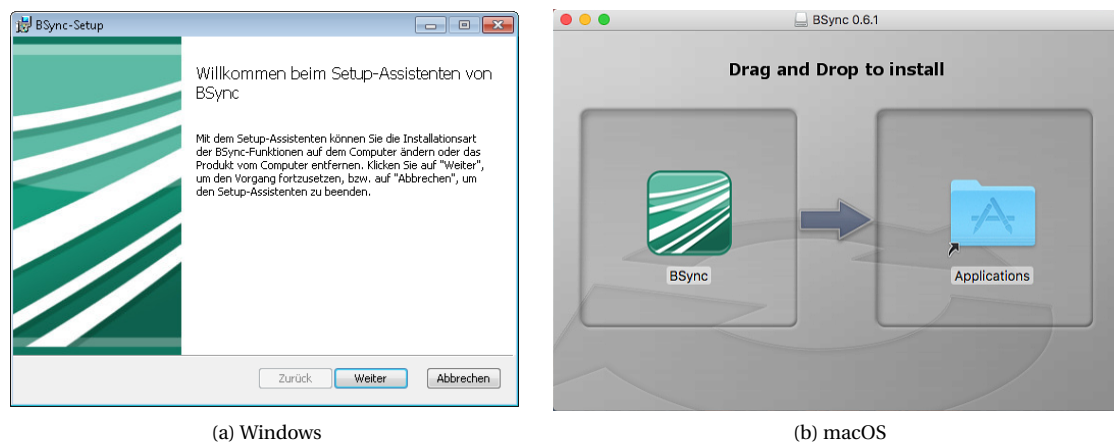 BSync-Setup
Willkommen beim Setup-Assistenten von
BSync
Mit dem Setup-Assistenten können Sie die Installationsart
der BSync-Funktionen auf dem Computer ändern oder das
Produkt vom Computer entfernen. Klicken Sie auf "Weiter",
um den Vorgang fortzusetzen, bzw. auf "Abbrechen", um
den Setup-Assistenten zu beenden.
Zurück Weiter Abbrechen
(a) Windows
BSync 0.6.1
Drag and Drop to install
BSync Applications
(b) macOS